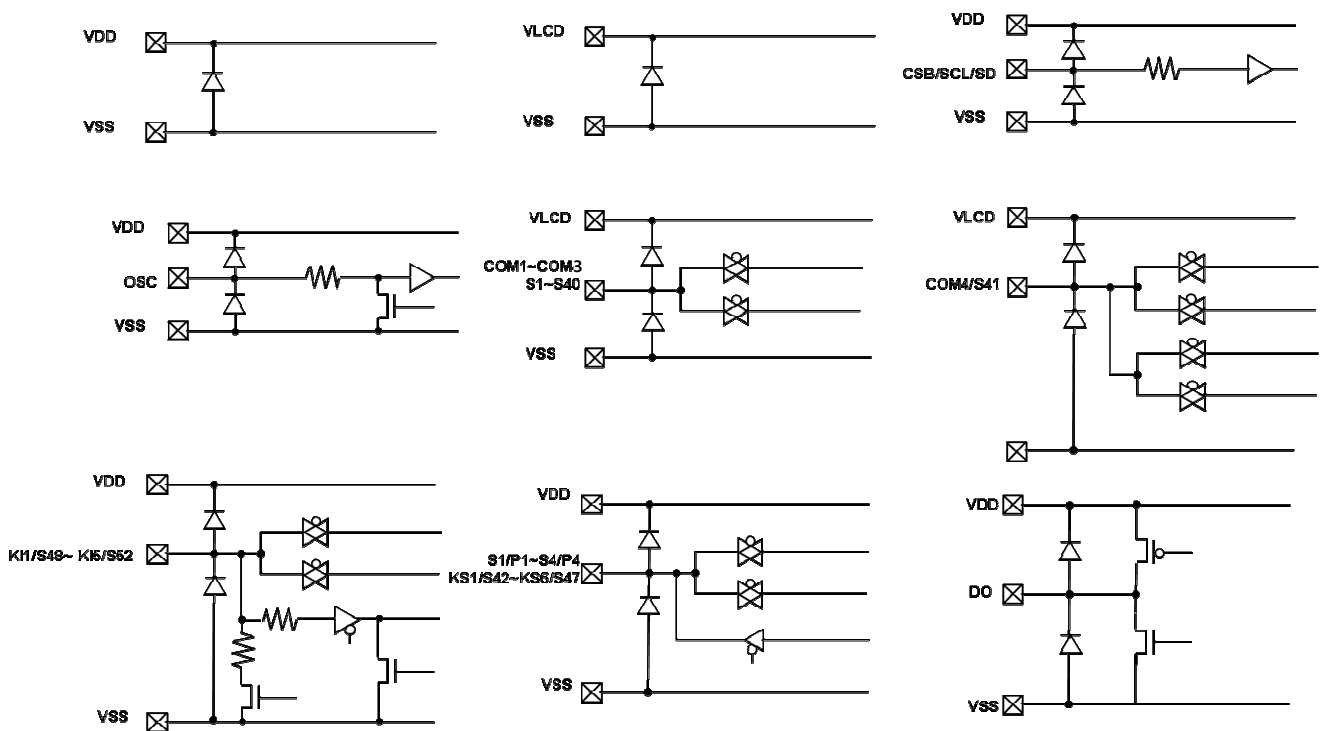 VDD
VSS
VLCD
VSS
VDD
CSB/SCL/SD
VSS
VDD
OSC
VSS
VLCD
COM1~COM3
S1~S40
VSS
VLCD
COM4/S41
VDD
KI1/S48~ KI5/S52
VSS
VDD
S1/P1~S4/P4
KS1/S42~KS6/S47
VSS
VDD
DO
VSS